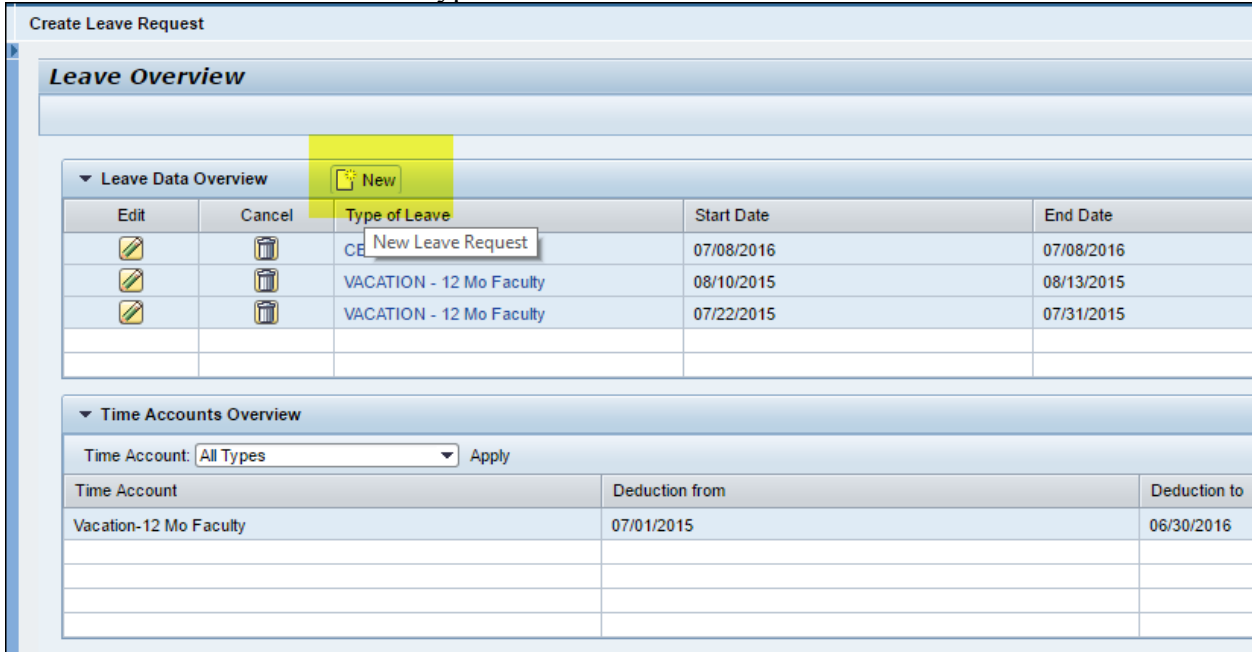 Create Leave Request
Leave Overview
Leave Data Overview New
Edit Cancel Type of Leave Start Date End Date
New Leave Request 07/08/2016 07/08/2016
VACATION - 12 Mo Faculty 08/10/2015 08/13/2015
VACATION - 12 Mo Faculty 07/22/2015 07/31/2015
Time Accounts Overview
Time Account: All Types Apply
Time Account Deduction from Deduction to
Vacation-12 Mo Faculty 07/01/2015 06/30/2016